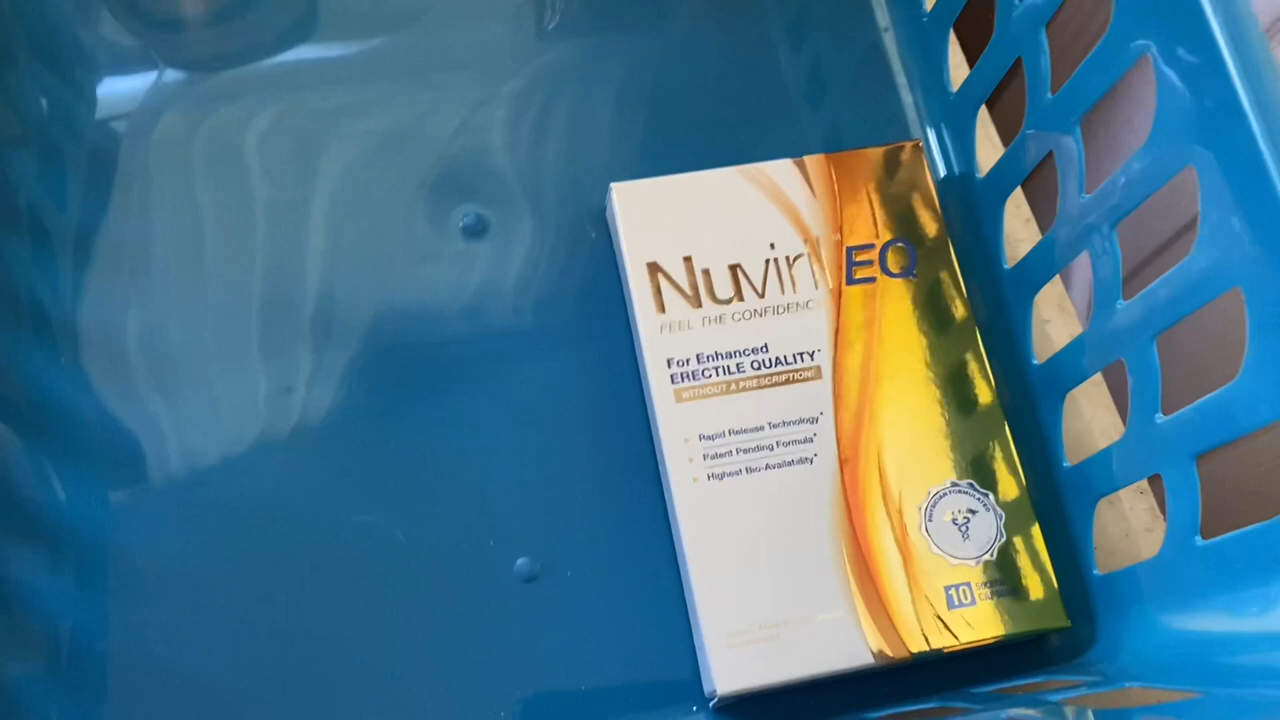 Nuviril EQ
FEEL THE CONFIDENCE
For Enhanced
ERECTILE QUALITY*
WITHOUT A PRESCRIPTION!
Rapid Release Technology*
Patent Pending Formula*
Highest Bio-Availability*
PHYSICIAN FORMULATED
10